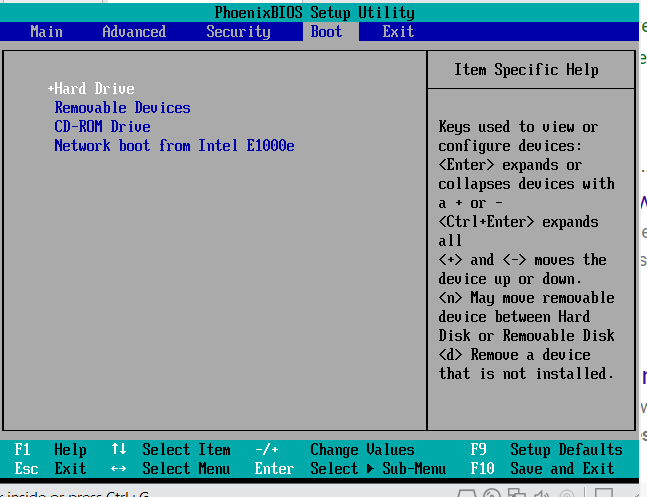 PhoenixBIOS Setup Utility
Main Advanced Security Boot Exit
Item Specific Help
+Hard Drive
Removable Devices
CD-ROM Drive
Network boot from Intel E1000e
Keys used to view or
configure devices:
<Enter> expands or
collapses devices with
a + or -
<Ctrl+Enter> expands
all
<+> and <-> moves the
device up or down.
<n> May move removable
device between Hard
Disk or Removable Disk
<d> Remove a device
that is not installed.
F1 Help ↑↓ Select Item -/+ Change Values F9 Setup Defaults
Esc Exit ↔ Select Menu Enter Select ▶ Sub-Menu F10 Save and Exit
inside or press Ctrl+G